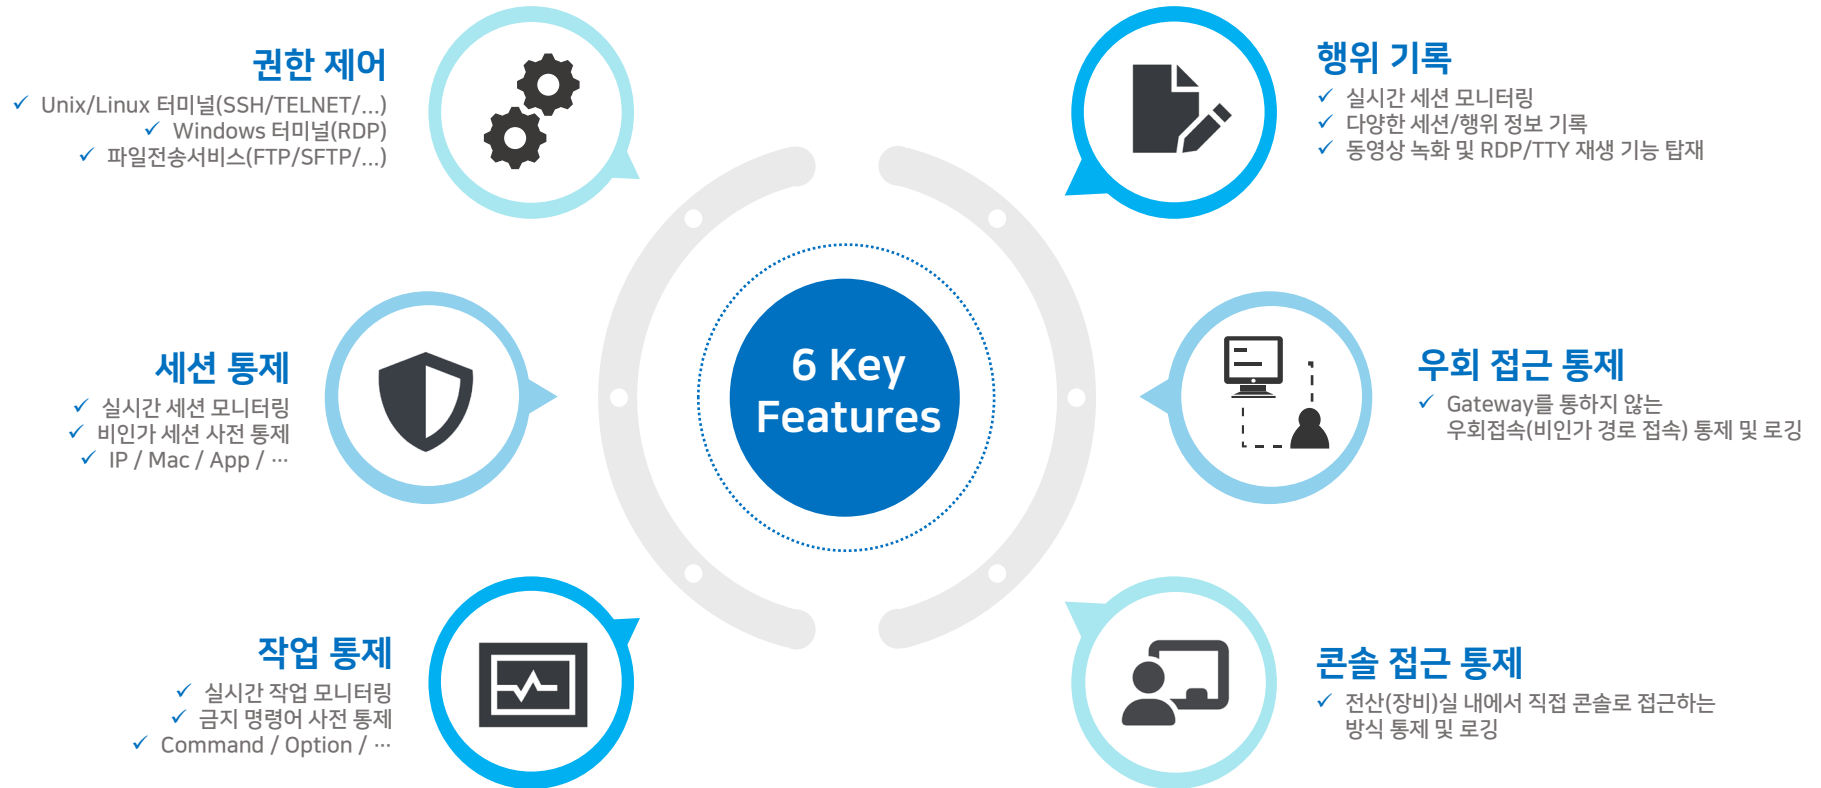 권한 제어
✓ Unix/Linux 터미널(SSH/TELNET/...)
✓ Windows 터미널(RDP)
✓ 파일전송서비스(FTP/SFTP/...)
세션 통제
✓ 실시간 세션 모니터링
✓ 비인가 세션 사전 통제
✓ IP / Mac / App / ···
작업 통제
✓ 실시간 작업 모니터링
✓ 금지 명령어 사전 통제
✓ Command / Option / ···
6 Key
Features
행위 기록
✓ 실시간 세션 모니터링
✓ 다양한 세션/행위 정보 기록
✓ 동영상 녹화 및 RDP/TTY 재생 기능 탑재
우회 접근 통제
✓ Gateway를 통하지 않는
우회접속(비인가 경로 접속) 통제 및 로깅
콘솔 접근 통제
✓ 전산(장비)실 내에서 직접 콘솔로 접근하는
방식 통제 및 로깅